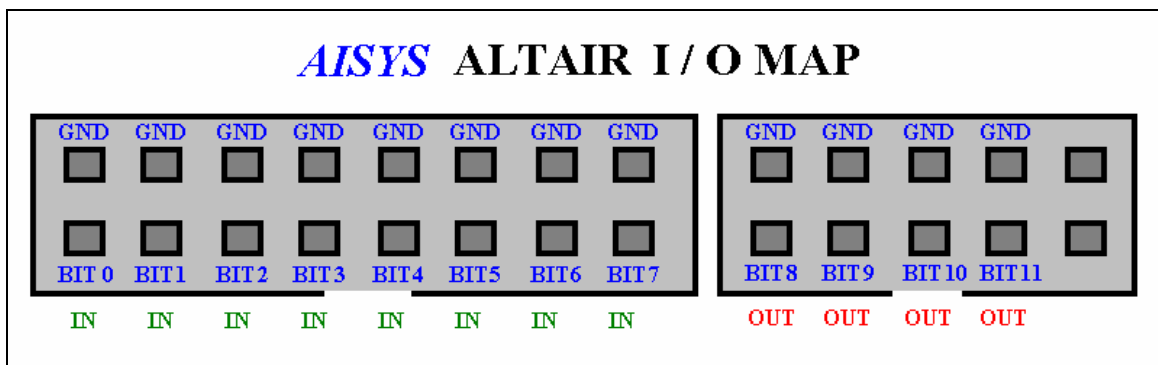 AISYS ALTAIR I / O MAP
GND GND GND GND GND GND GND GND GND GND GND GND
BIT 0 BIT1 BIT 2 BIT3 BIT4 BIT5 BIT6 BIT7 BIT8 BIT9 BIT 10 BIT11
IN IN IN IN IN IN IN IN OUT OUT OUT OUT